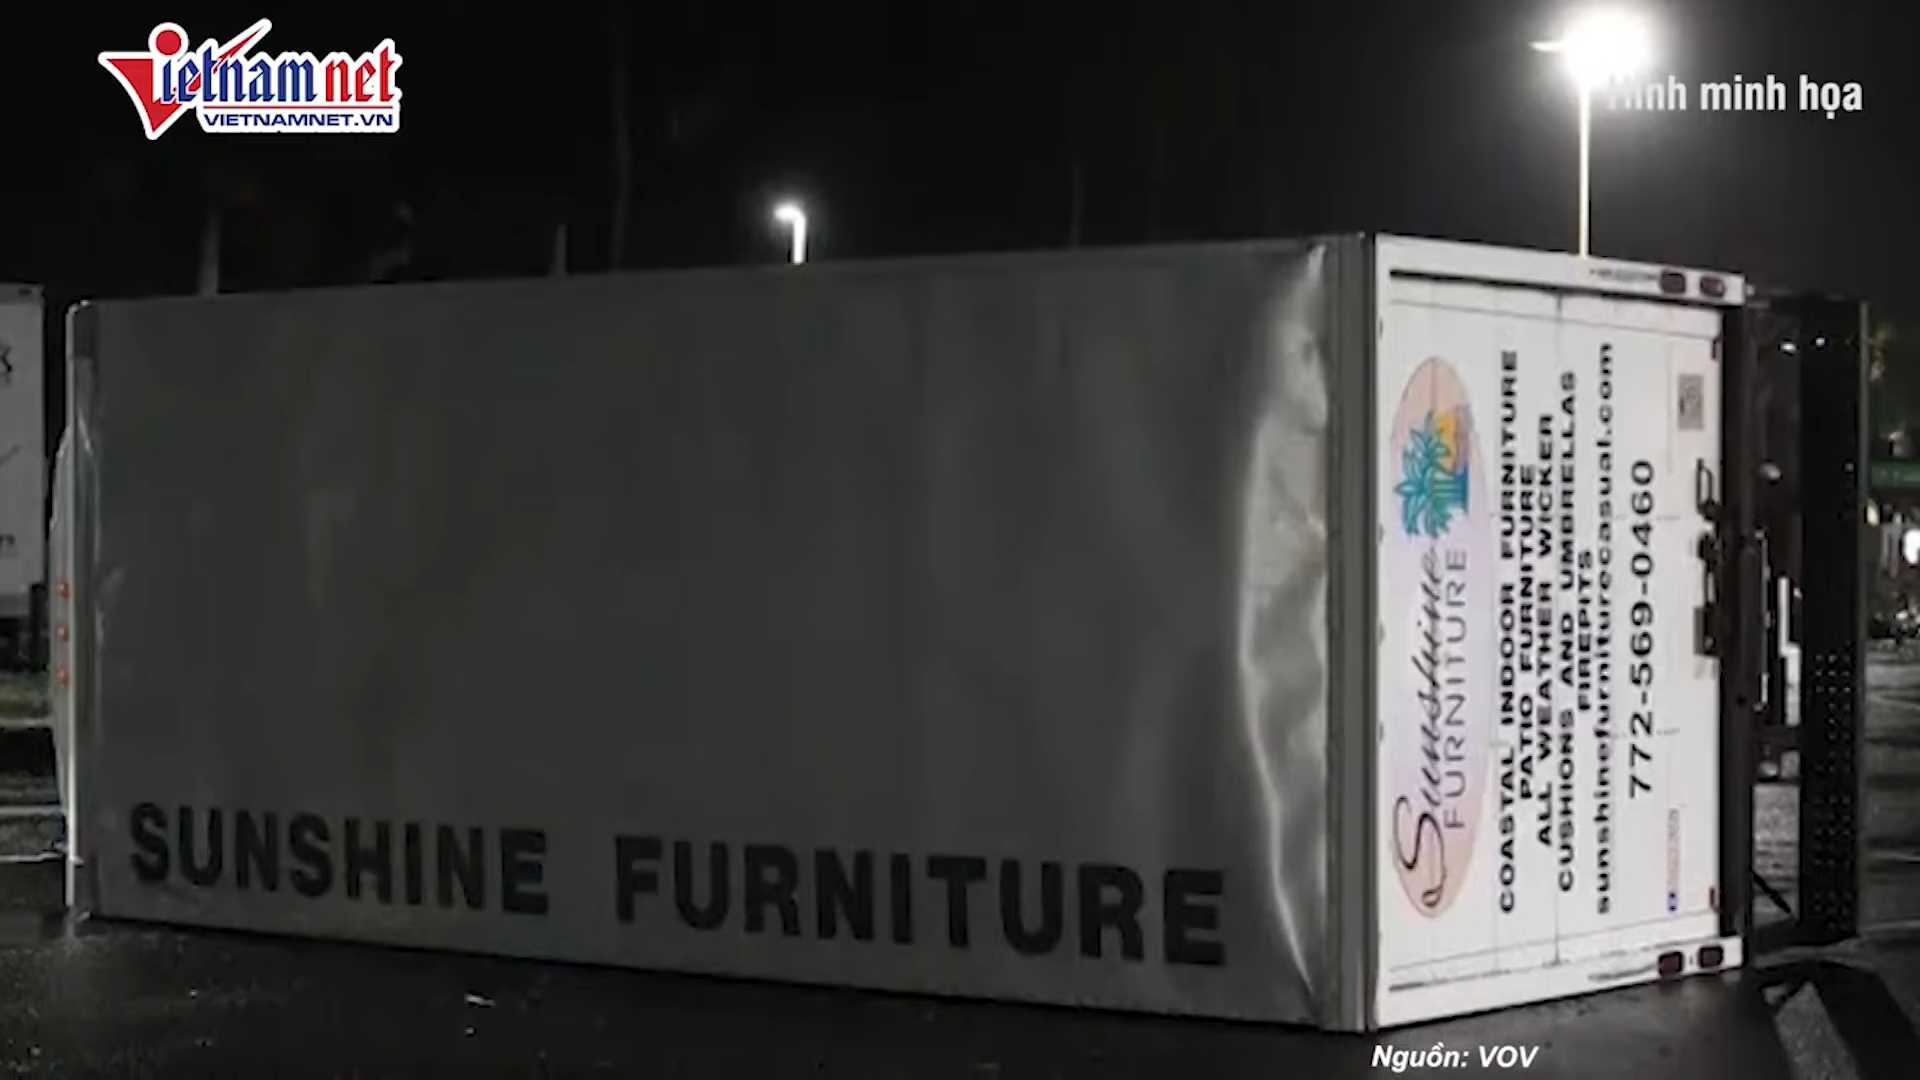 Vietnamnet
VIETNAMNET.VN
Hình minh họa
SUNSHINE FURNITURE
Sunshine
FURNITURE
COASTAL INDOOR FURNITURE
PATIO FURNITURE
ALL WEATHER WICKER
CUSHIONS AND UMBRELLAS
FIREPITS
sunshinefurniturecasual.com
772-569-0460
Nguồn: VOV